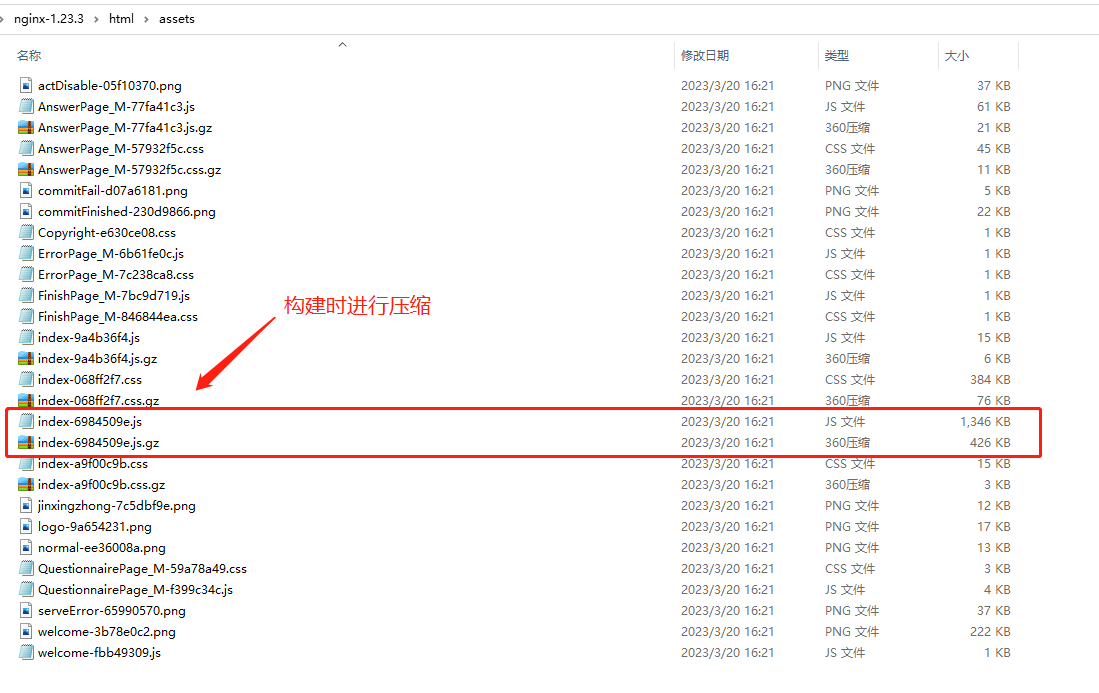 nginx-1.23.3 › html › assets
名称 修改日期 类型 大小
actDisable-05f10370.png 2023/3/20 16:21 PNG 文件 37 KB
AnswerPage_M-77fa41c3.js 2023/3/20 16:21 JS 文件 61 KB
AnswerPage_M-77fa41c3.js.gz 2023/3/20 16:21 360压缩 21 KB
AnswerPage_M-57932f5c.css 2023/3/20 16:21 CSS 文件 45 KB
AnswerPage_M-57932f5c.css.gz 2023/3/20 16:21 360压缩 11 KB
commitFail-d07a6181.png 2023/3/20 16:21 PNG 文件 5 KB
commitFinished-230d9866.png 2023/3/20 16:21 PNG 文件 22 KB
Copyright-e630ce08.css 2023/3/20 16:21 CSS 文件 1 KB
ErrorPage_M-6b61fe0c.js 2023/3/20 16:21 JS 文件 1 KB
ErrorPage_M-7c238ca8.css 2023/3/20 16:21 CSS 文件 1 KB
FinishPage_M-7bc9d719.js 2023/3/20 16:21 JS 文件 1 KB
构建时进行压缩
FinishPage_M-846844ea.css 2023/3/20 16:21 CSS 文件 1 KB
index-9a4b36f4.js 2023/3/20 16:21 JS 文件 15 KB
index-9a4b36f4.js.gz 2023/3/20 16:21 360压缩 6 KB
index-068ff2f7.css 2023/3/20 16:21 CSS 文件 384 KB
index-068ff2f7.css.gz 2023/3/20 16:21 360压缩 76 KB
index-6984509e.js 2023/3/20 16:21 JS 文件 1,346 KB
index-6984509e.js.gz 2023/3/20 16:21 360压缩 426 KB
index-a9f00c9b.css 2023/3/20 16:21 CSS 文件 15 KB
index-a9f00c9b.css.gz 2023/3/20 16:21 360压缩 3 KB
jinxingzhong-7c5dbf9e.png 2023/3/20 16:21 PNG 文件 12 KB
logo-9a654231.png 2023/3/20 16:21 PNG 文件 17 KB
normal-ee36008a.png 2023/3/20 16:21 PNG 文件 13 KB
QuestionnairePage_M-59a78a49.css 2023/3/20 16:21 CSS 文件 3 KB
QuestionnairePage_M-f399c34c.js 2023/3/20 16:21 JS 文件 4 KB
serveError-65990570.png 2023/3/20 16:21 PNG 文件 37 KB
welcome-3b78e0c2.png 2023/3/20 16:21 PNG 文件 222 KB
welcome-fbb49309.js 2023/3/20 16:21 JS 文件 1 KB